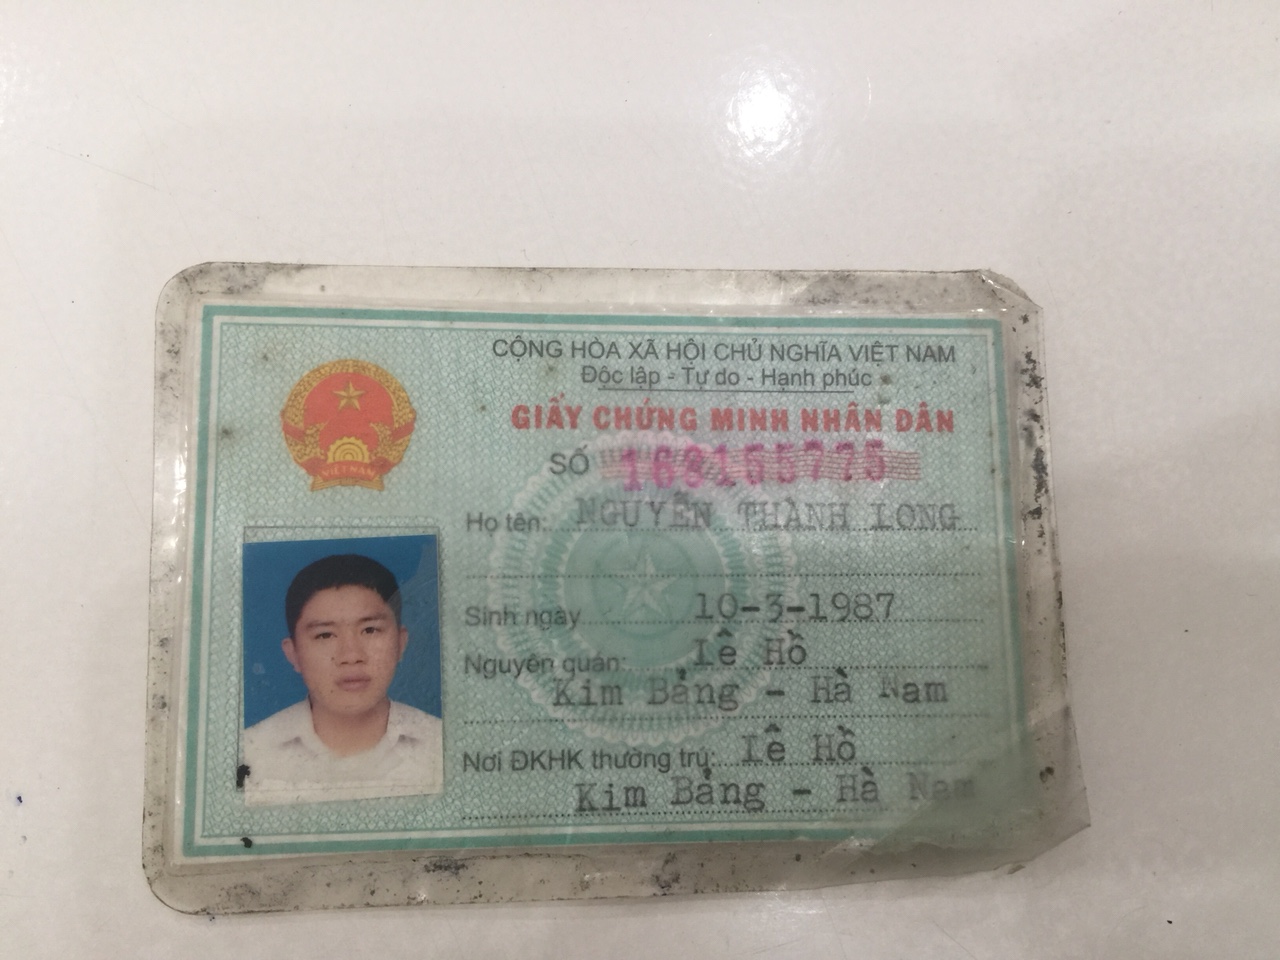 CỘNG HÒA XÃ HỘI CHỦ NGHĨA VIỆT NAM
Độc lập - Tự do - Hạnh phúc
GIẤY CHỨNG MINH NHÂN DÂN
VIỆT NAM
SỐ 168155775
Họ tên: NGUYỄN THÀNH LONG
Sinh ngày 10-3-1987
Nguyên quán: Lê Hồ
Kim Bảng - Hà Nam
Nơi ĐKHK thường trú: Lê Hồ
Kim Bảng - Hà Nam